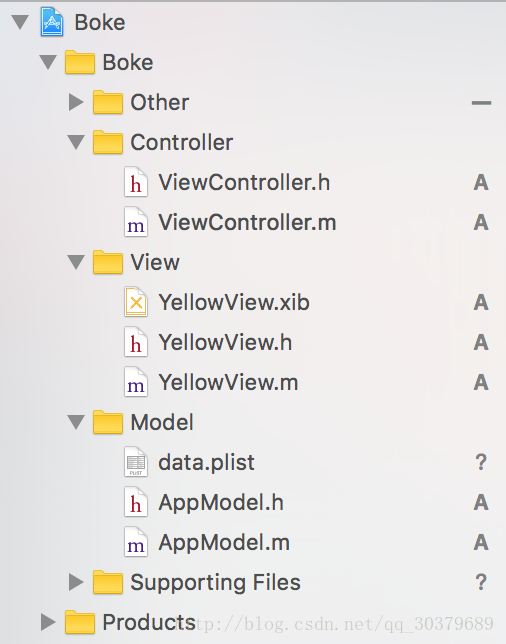 Boke
Boke
Other –
Controller
h ViewController.h A
m ViewController.m A
View
YellowView.xib A
h YellowView.h A
m YellowView.m A
Model
PLIST data.plist ?
h AppModel.h A
m AppModel.m A
Supporting Files ?
Products http://blog.csdn.net/qq_30379689